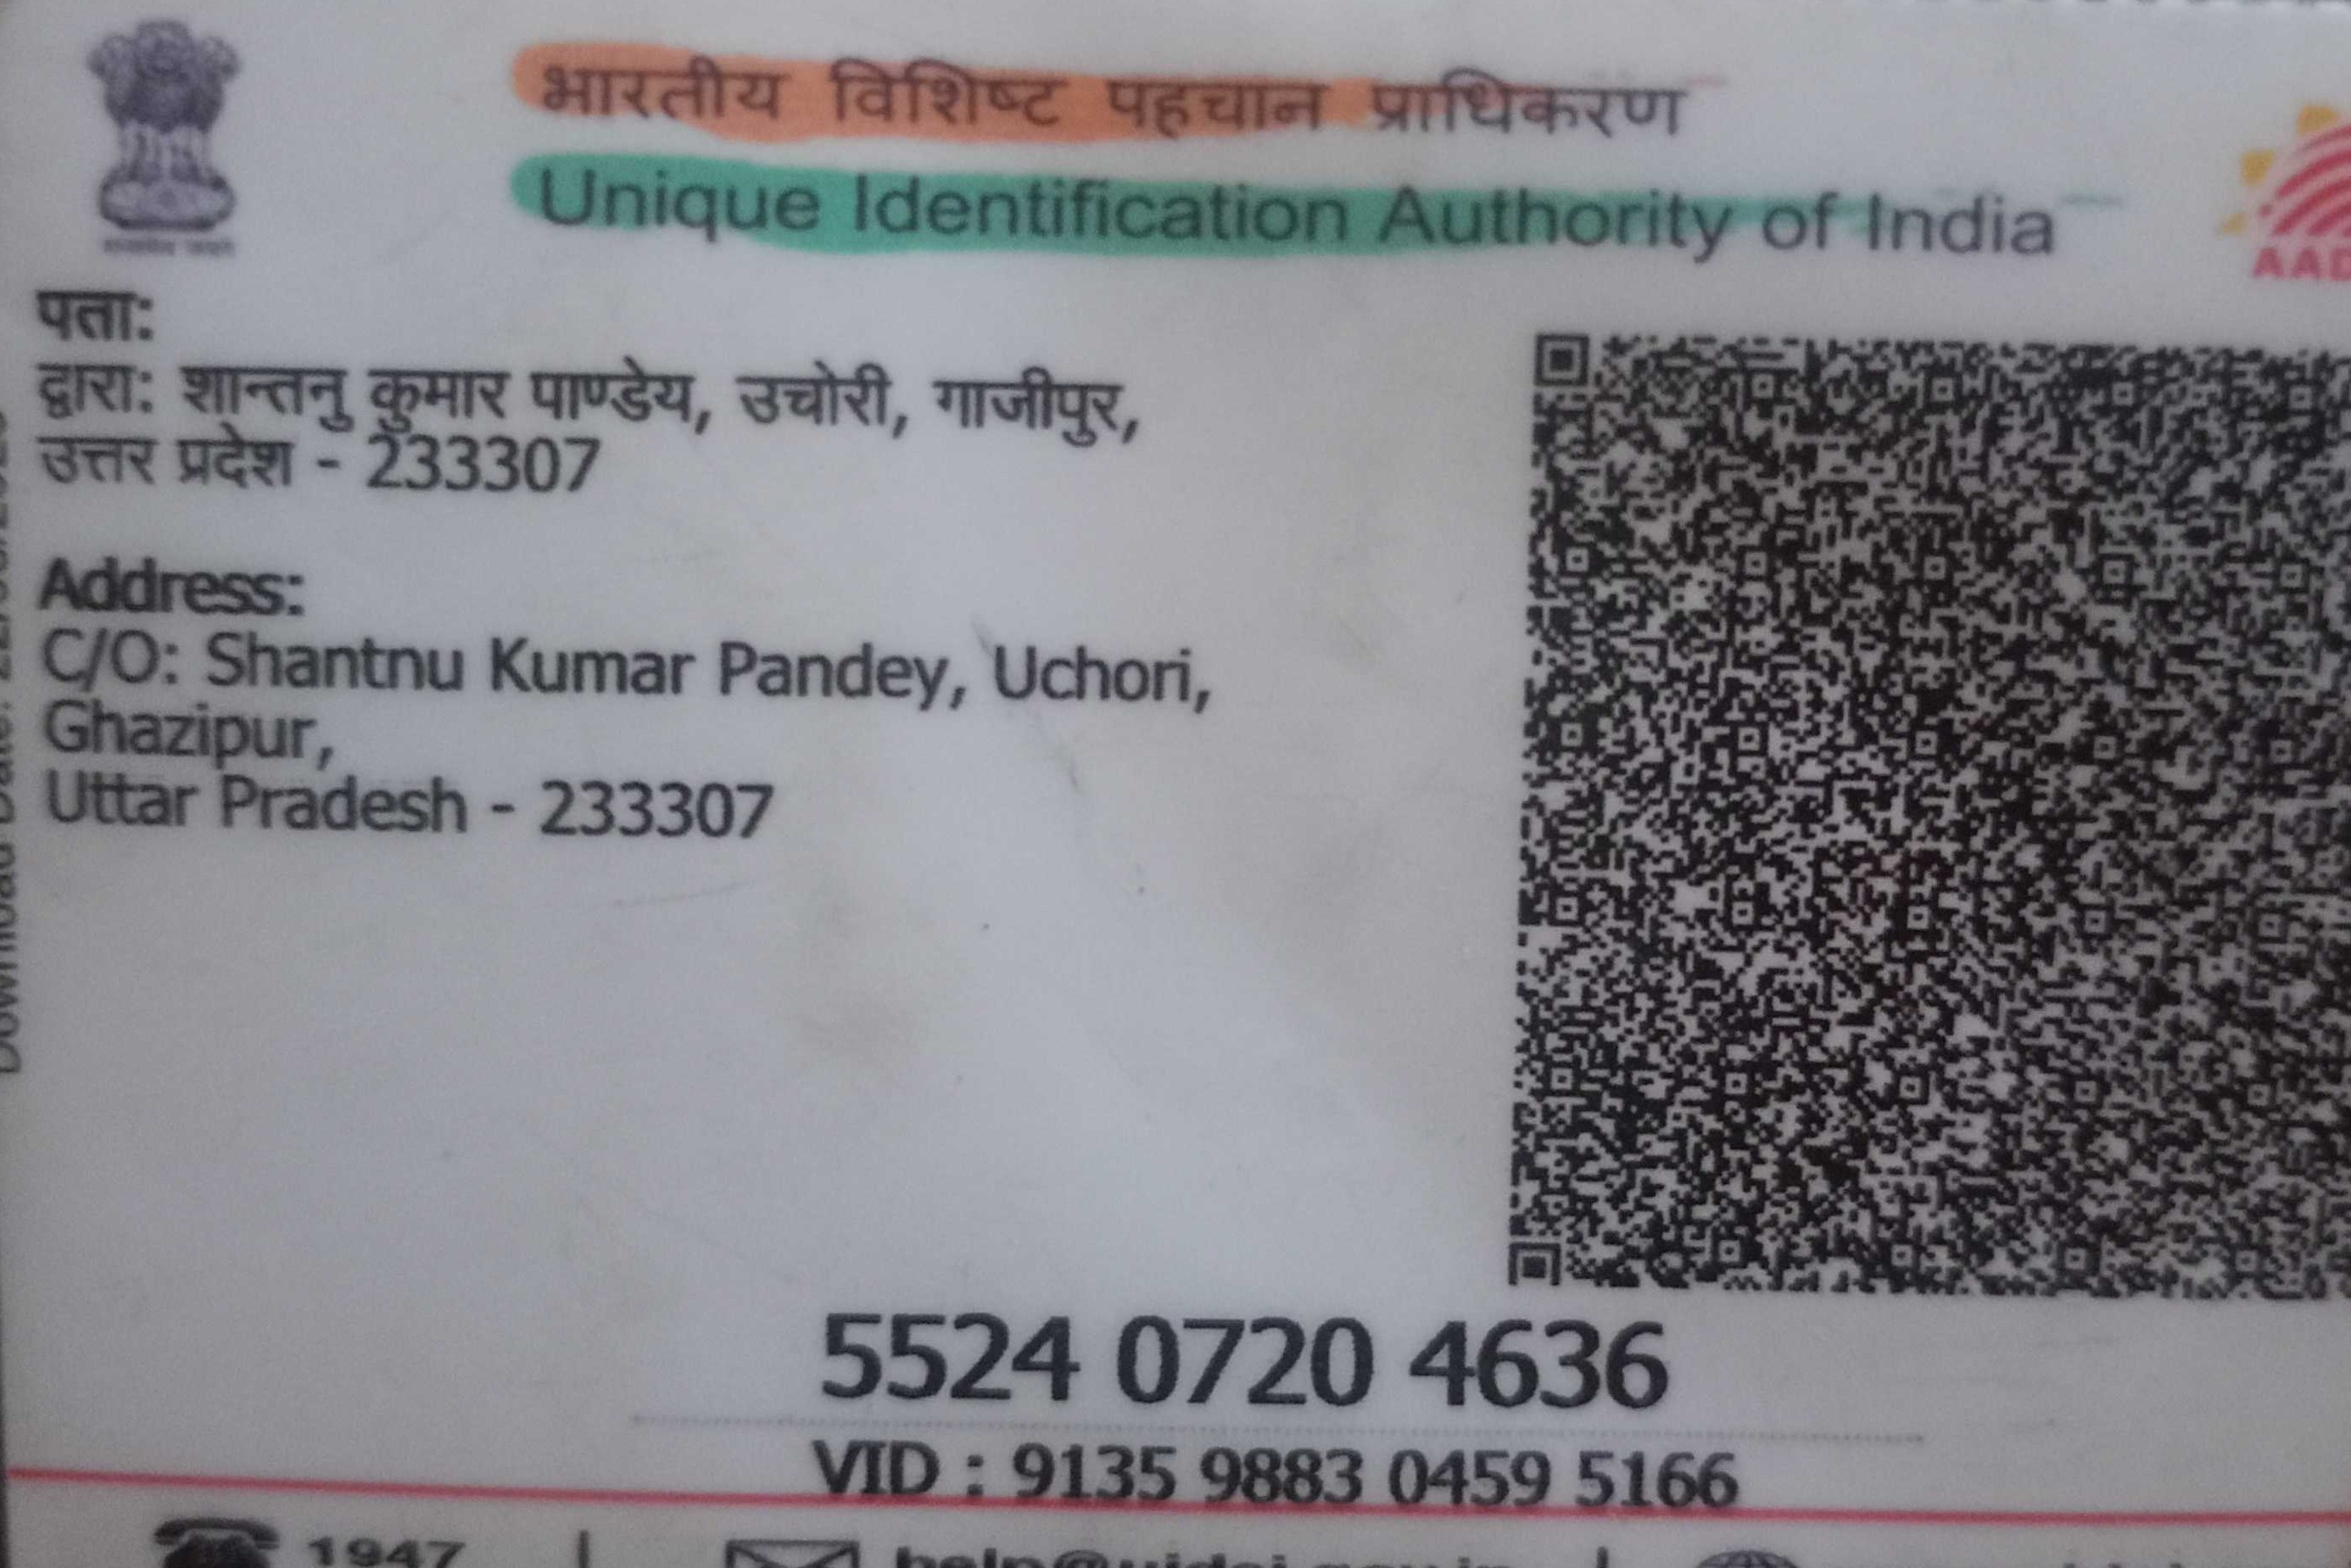 भारतीय विशिष्ट पहचान प्राधिकरण
Unique Identification Authority of India
पता:
द्वारा: शान्तनु कुमार पाण्डेय, उचोरी, गाजीपुर,
उत्तर प्रदेश - 233307
Address:
C/O: Shantnu Kumar Pandey, Uchori,
Ghazipur,
Uttar Pradesh - 233307
5524 0720 4636
VID : 9135 9883 0459 5166
1947